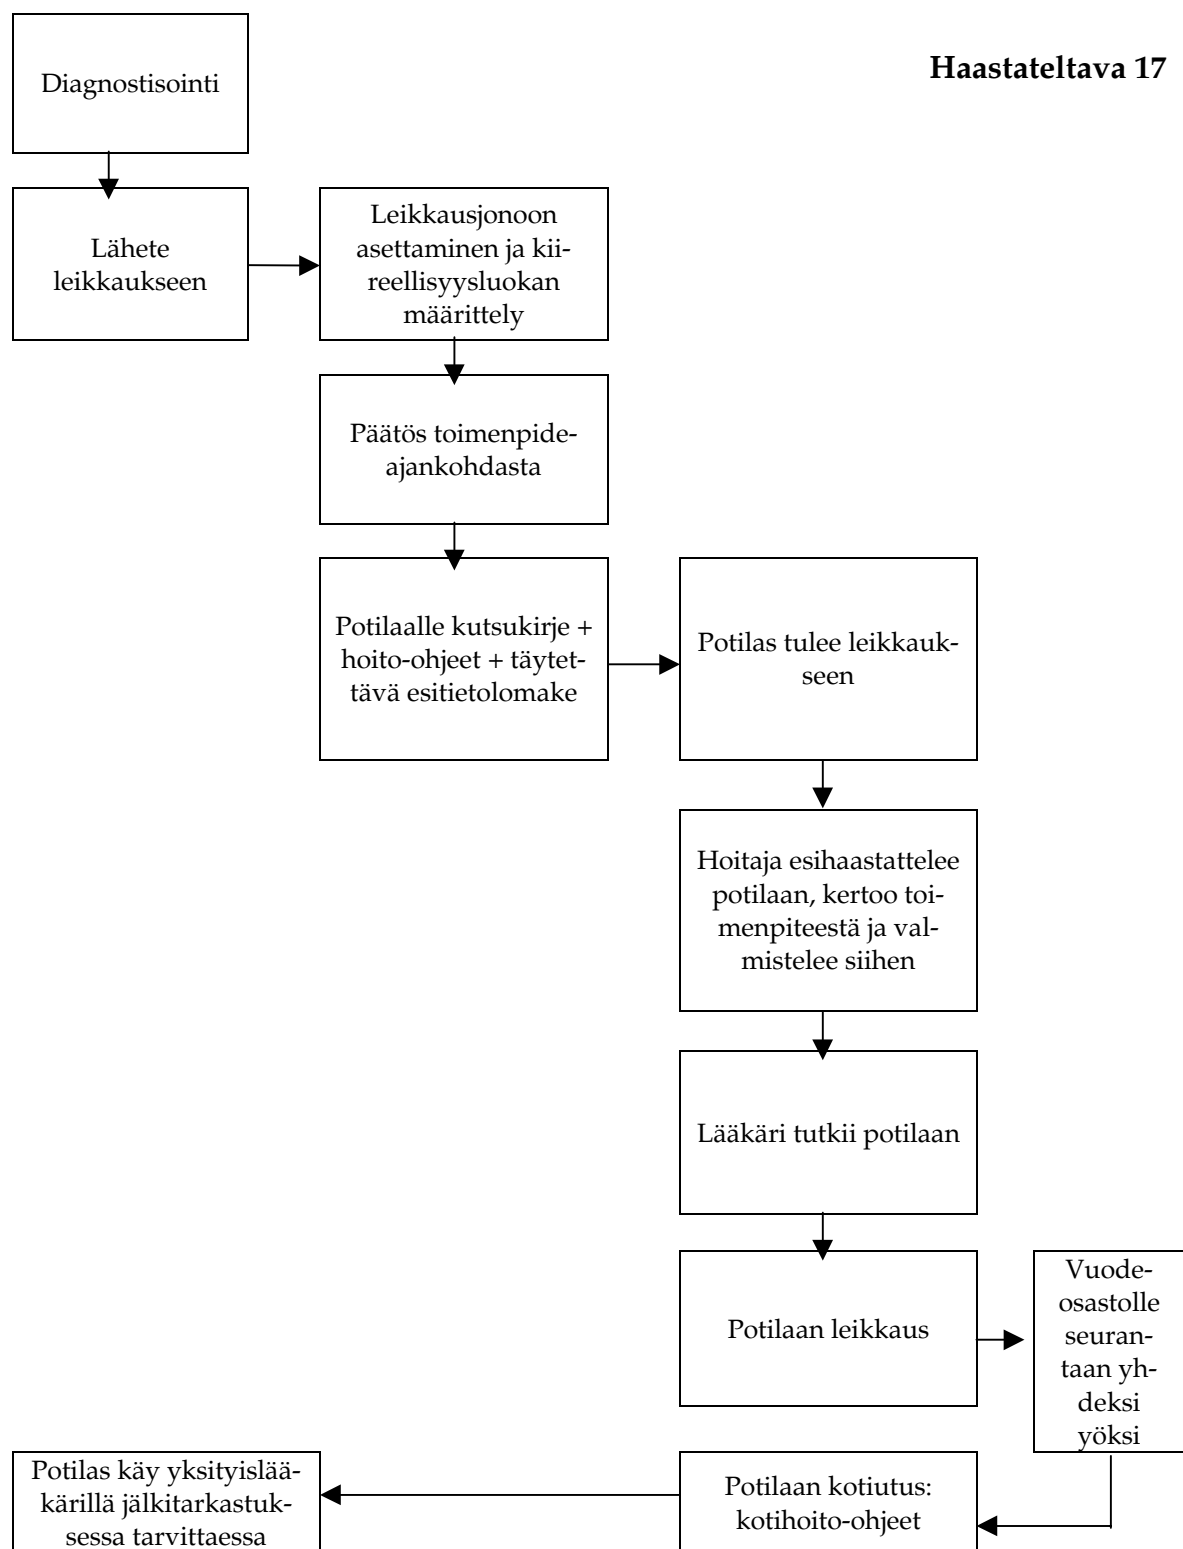 Haastateltava 17
Diagnostisointi
Lähete
leikkaukseen
Leikkausjonoon
asettaminen ja kii-
reellisyysluokan
määrittely
Päätös toimenpide-
ajankohdasta
Potilaalle kutsukirje +
hoito-ohjeet + täytet-
tävä esitietolomake
Potilas tulee leikkauk-
seen
Hoitaja esihaastattelee
potilaan, kertoo toi-
menpiteestä ja val-
mistelee siihen
Lääkäri tutkii potilaan
Potilaan leikkaus
Vuode-
osastolle
seuran-
taan yh-
deksi
yöksi
Potilaan kotiutus:
kotihoito-ohjeet
Potilas käy yksityislää-
kärillä jälkitarkastuk-
sessa tarvittaessa